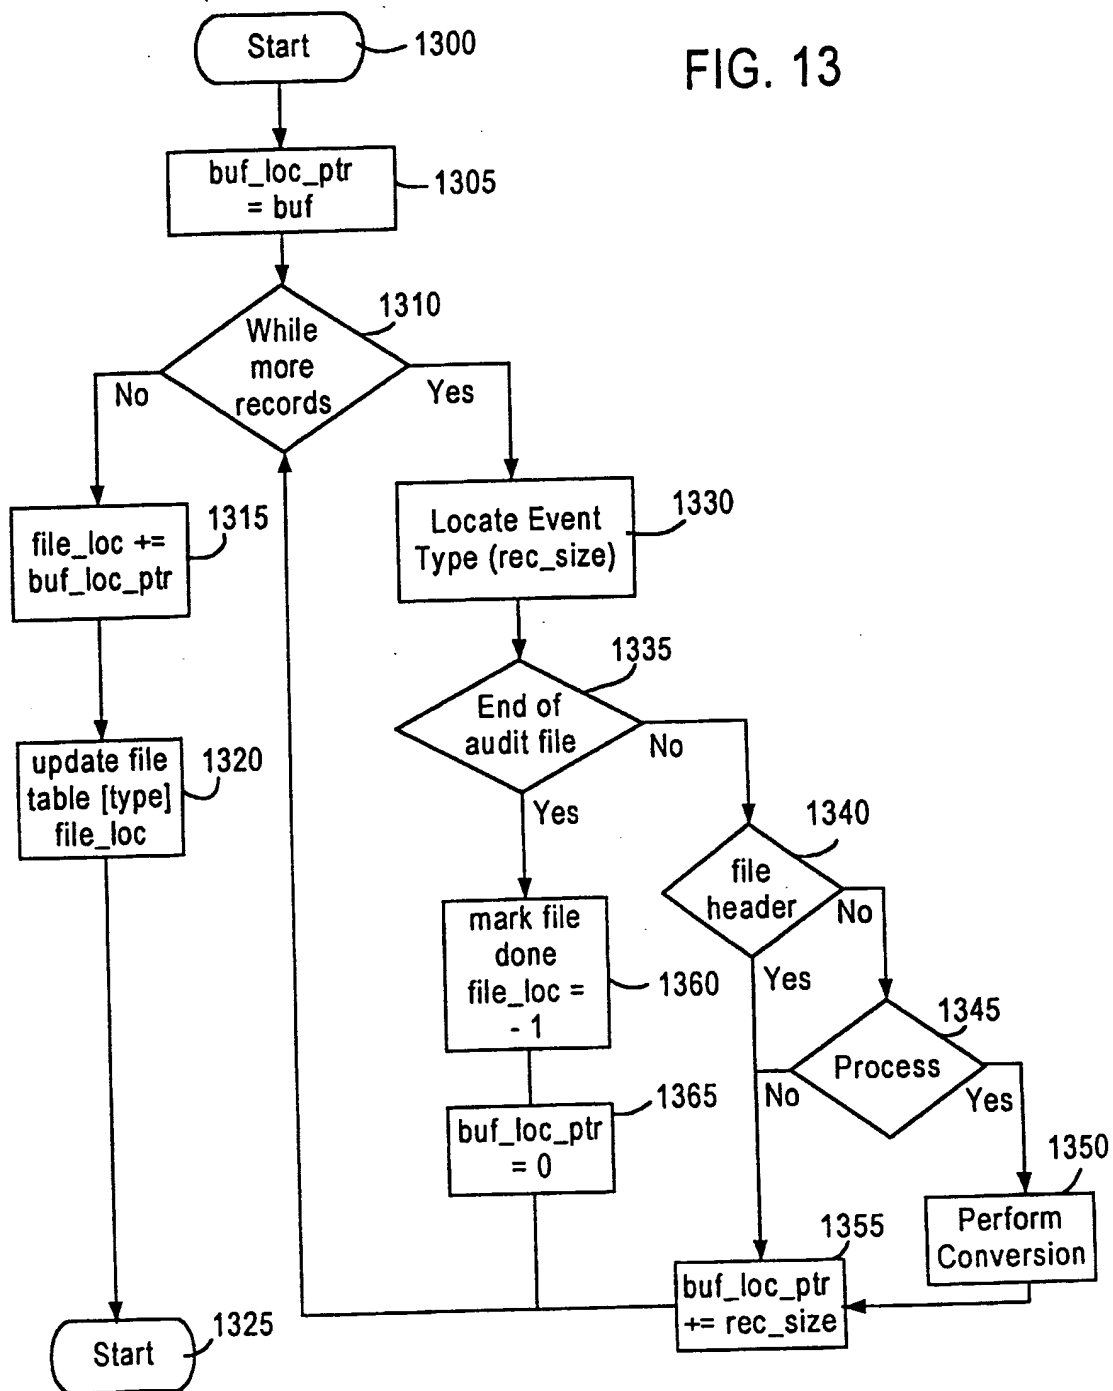 FIG. 13
Start
1300
buf_loc_ptr
= buf
1305
While
more
records
1310
No
Yes
file_loc +=
buf_loc_ptr
1315
update file
table [type]
file_loc
1320
Start
1325
Locate Event
Type (rec_size)
1330
End of
audit file
1335
No
Yes
file
header
1340
No
Yes
Process
1345
No
Yes
Perform
Conversion
1350
buf_loc_ptr
+= rec_size
1355
mark file
done
file_loc =
- 1
1360
buf_loc_ptr
= 0
1365